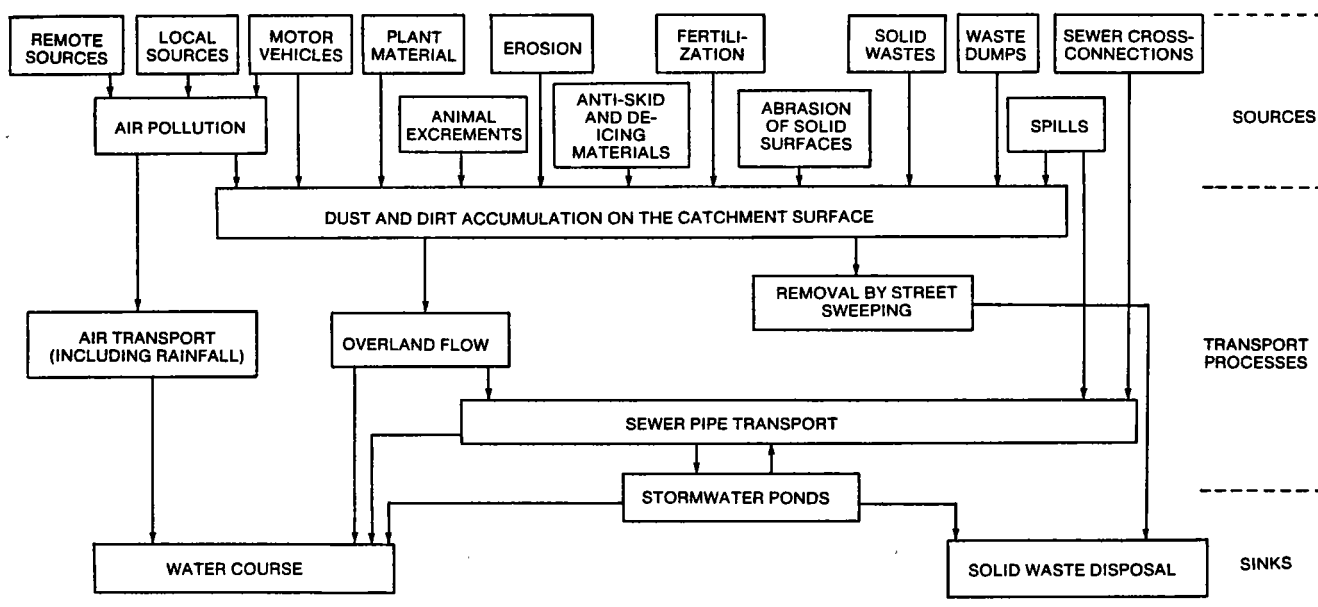 REMOTE
SOURCES
LOCAL
SOURCES
MOTOR
VEHICLES
PLANT
MATERIAL
EROSION
FERTILI-
ZATION
SOLID
WASTES
WASTE
DUMPS
SEWER CROSS-
CONNECTIONS
AIR POLLUTION
ANIMAL
EXCREMENTS
ANTI-SKID
AND DE-
ICING
MATERIALS
ABRASION
OF SOLID
SURFACES
SPILLS
SOURCES
DUST AND DIRT ACCUMULATION ON THE CATCHMENT SURFACE
REMOVAL BY STREET
SWEEPING
AIR TRANSPORT
(INCLUDING RAINFALL)
OVERLAND FLOW
TRANSPORT
PROCESSES
SEWER PIPE TRANSPORT
STORMWATER PONDS
WATER COURSE
SOLID WASTE DISPOSAL
SINKS